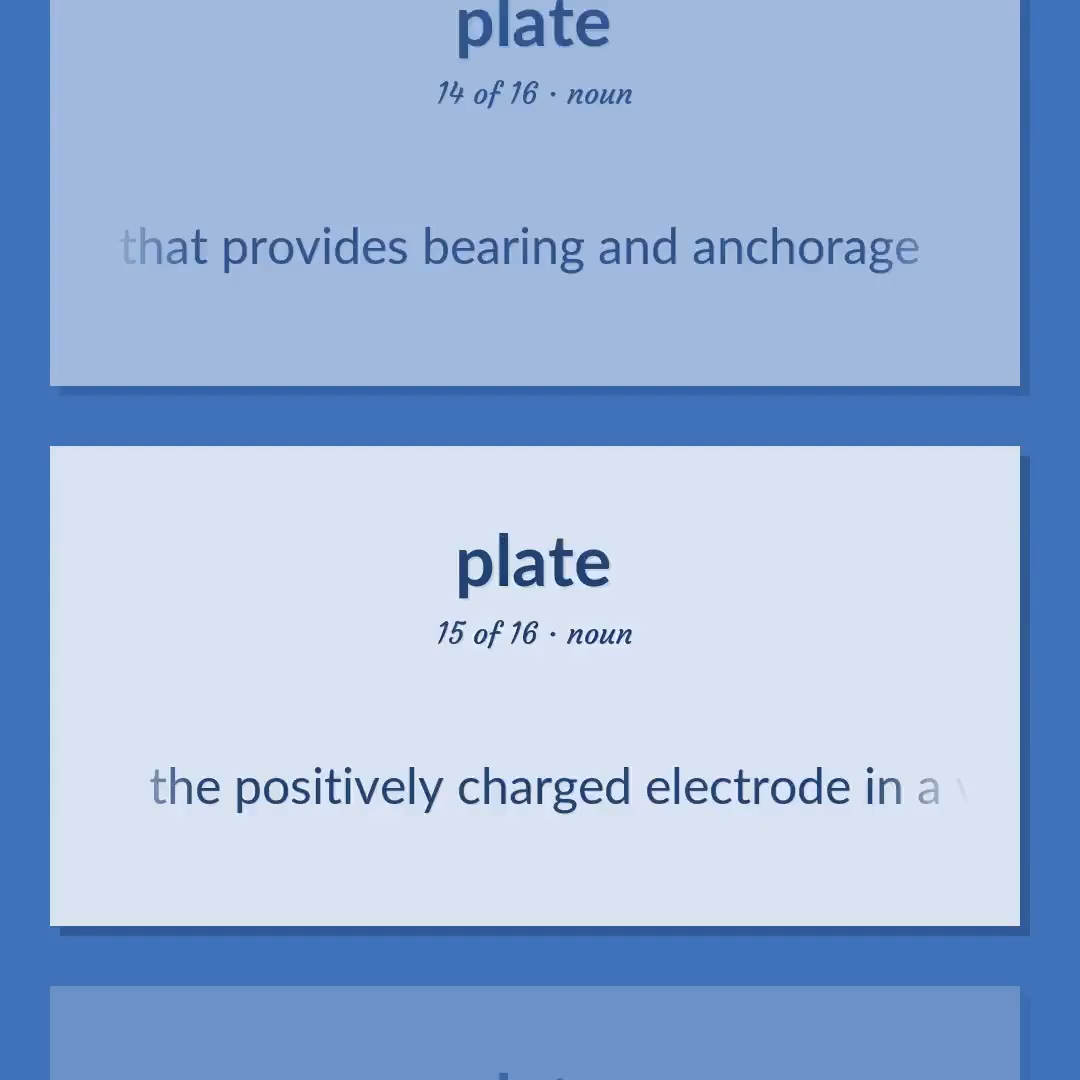 plate
14 of 16 · noun
that provides bearing and anchorage
plate
15 of 16 · noun
the positively charged electrode in a